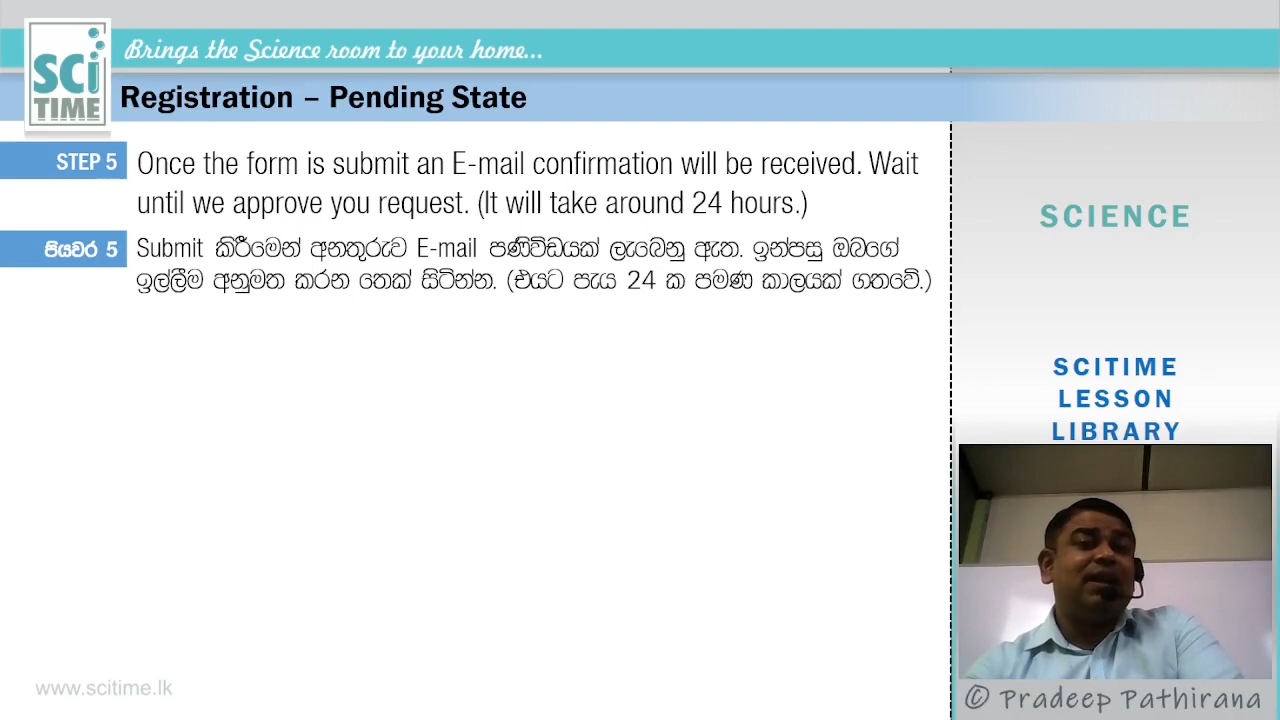 SCi
TIME
Brings the Science room to your home...
Registration – Pending State
STEP 5
Once the form is submit an E-mail confirmation will be received. Wait
until we approve you request. (It will take around 24 hours.)
පියවර 5
Submit කිරීමෙන් අනතුරුව E-mail පණිවිඩයක් ලැබෙනු ඇත. ඉන්පසු ඔබගේ
ඉල්ලීම අනුමත කරන තෙක් සිටින්න. (එයට පැය 24 ක පමණ කාලයක් ගතවේ.)
SCIENCE
SCITIME
LESSON
LIBRARY
www.scitime.lk
© Pradeep Pathirana